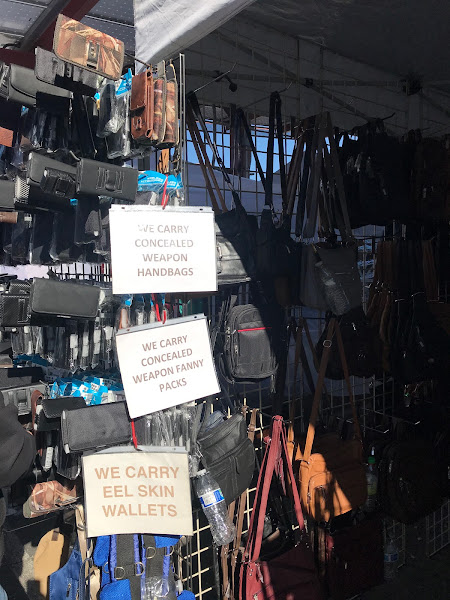 WE CARRY
CONCEALED
WEAPON
HANDBAGS
WE CARRY
CONCEALED
WEAPON FANNY
PACKS
WE CARRY
EEL SKIN
WALLETS